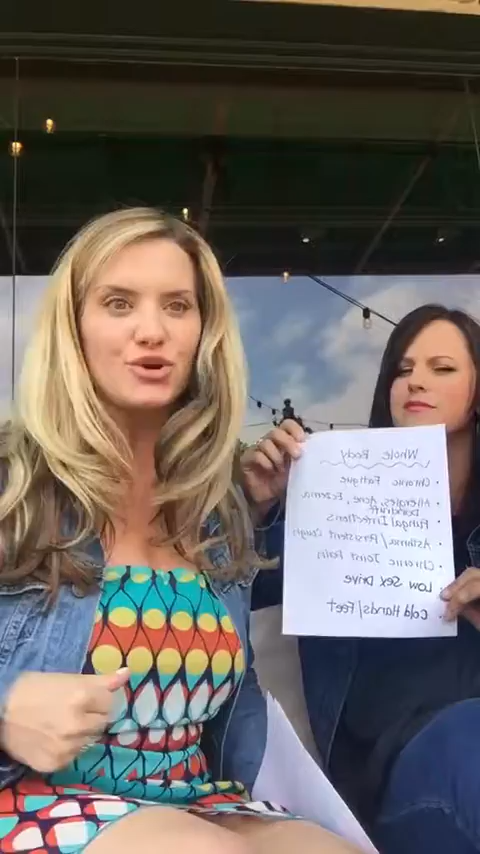 Whole Body
• Chronic Fatigue
• Allergies, Acne, Eczema
Dandruff
• Fungal Infections
• Asthma/Persistent Cough
• Chronic Joint Pain
Low Sex Drive
• Cold Hands/Feet